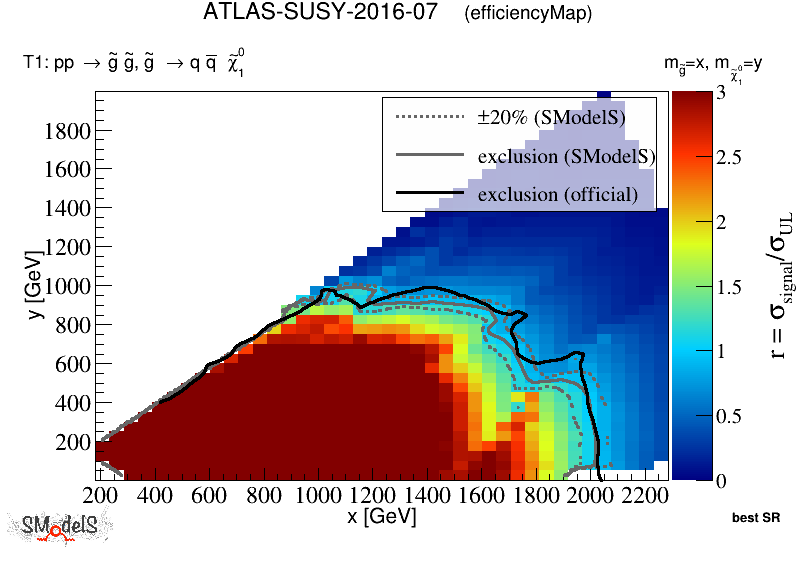 ATLAS-SUSY-2016-07 (efficiencyMap)
T1: pp → g̃ g̃, g̃ → q q̅ χ̃₁⁰
m_g̃=x, m_χ̃₁⁰=y
±20% (SModelS)
exclusion (SModelS)
exclusion (official)
y [GeV]
1800
1600
1400
1200
1000
800
600
400
200
200 400 600 800 1000 1200 1400 1600 1800 2000 2200
x [GeV]
3
2.5
2
1.5
1
0.5
0
r = σ_signal/σ_UL
best SR
SModelS